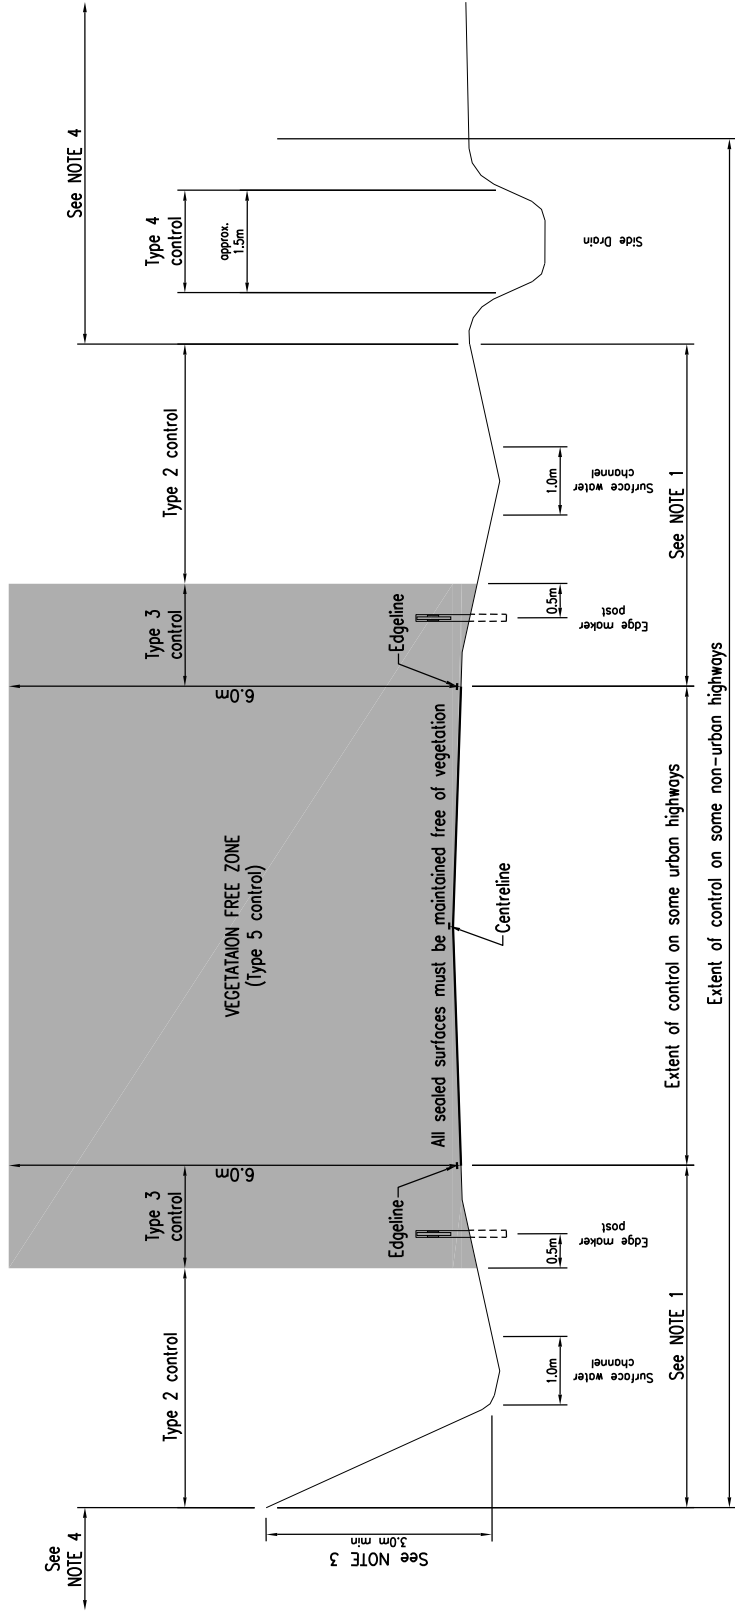 See
NOTE 4
Type 2 control
Type 3
control
VEGETATAION FREE ZONE
(Type 5 control)
Type 3
control
Type 2 control
See NOTE 4
Type 4
control
approx.
1.5m
6.0m
6.0m
Edgeline
All sealed surfaces must be maintained free of vegetation
Edgeline
Centreline
See NOTE 3
3.0m min
1.0m
Surface water
channel
0.5m
Edge maker
post
0.5m
Edge maker
post
1.0m
Surface water
channel
Side Drain
See NOTE 1
Extent of control on some urban highways
See NOTE 1
Extent of control on some non-urban highways